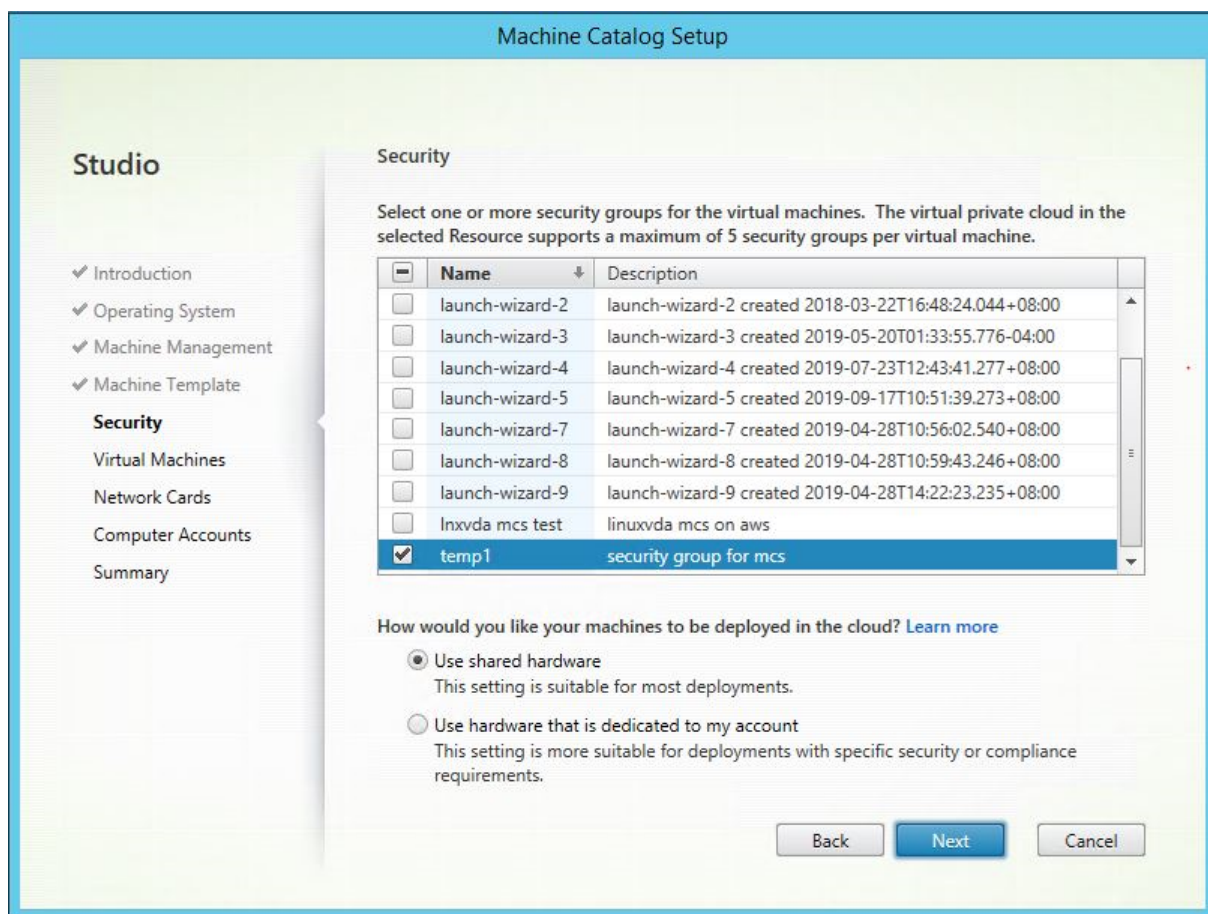 Machine Catalog Setup
Studio
Introduction
Operating System
Machine Management
Machine Template
Security
Virtual Machines
Network Cards
Computer Accounts
Summary
Security
Select one or more security groups for the virtual machines. The virtual private cloud in the
selected Resource supports a maximum of 5 security groups per virtual machine.
Name Description
launch-wizard-2 launch-wizard-2 created 2018-03-22T16:48:24.044+08:00
launch-wizard-3 launch-wizard-3 created 2019-05-20T01:33:55.776-04:00
launch-wizard-4 launch-wizard-4 created 2019-07-23T12:43:41.277+08:00
launch-wizard-5 launch-wizard-5 created 2019-09-17T10:51:39.273+08:00
launch-wizard-7 launch-wizard-7 created 2019-04-28T10:56:02.540+08:00
launch-wizard-8 launch-wizard-8 created 2019-04-28T10:59:43.246+08:00
launch-wizard-9 launch-wizard-9 created 2019-04-28T14:22:23.235+08:00
lnxvda mcs test linuxvda mcs on aws
temp1 security group for mcs
How would you like your machines to be deployed in the cloud? Learn more
Use shared hardware
This setting is suitable for most deployments.
Use hardware that is dedicated to my account
This setting is more suitable for deployments with specific security or compliance
requirements.
Back Next Cancel